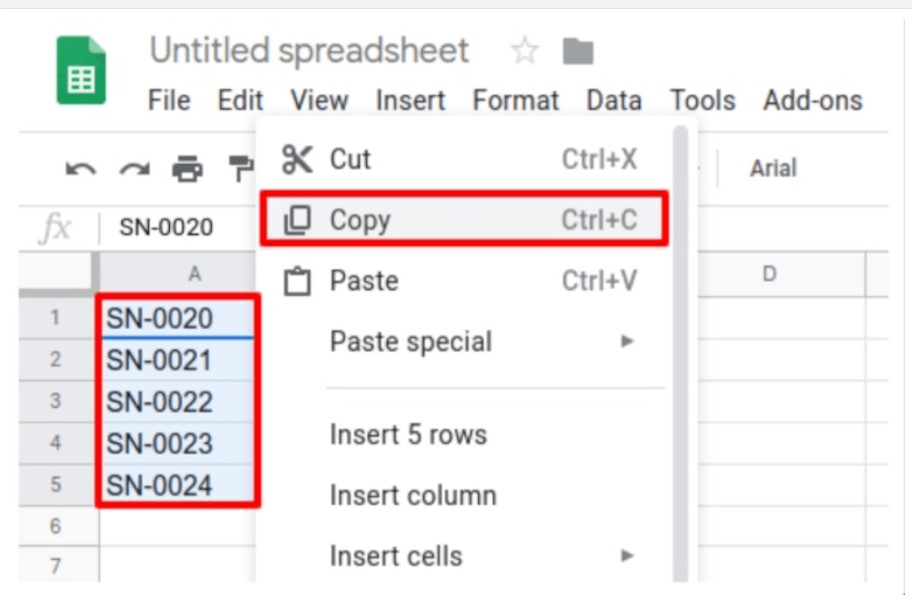 Untitled spreadsheet
File Edit View Insert Format Data Tools Add-ons
Arial
fx SN-0020
A D
1 SN-0020
2 SN-0021
3 SN-0022
4 SN-0023
5 SN-0024
6
7
Cut Ctrl+X
Copy Ctrl+C
Paste Ctrl+V
Paste special
Insert 5 rows
Insert column
Insert cells